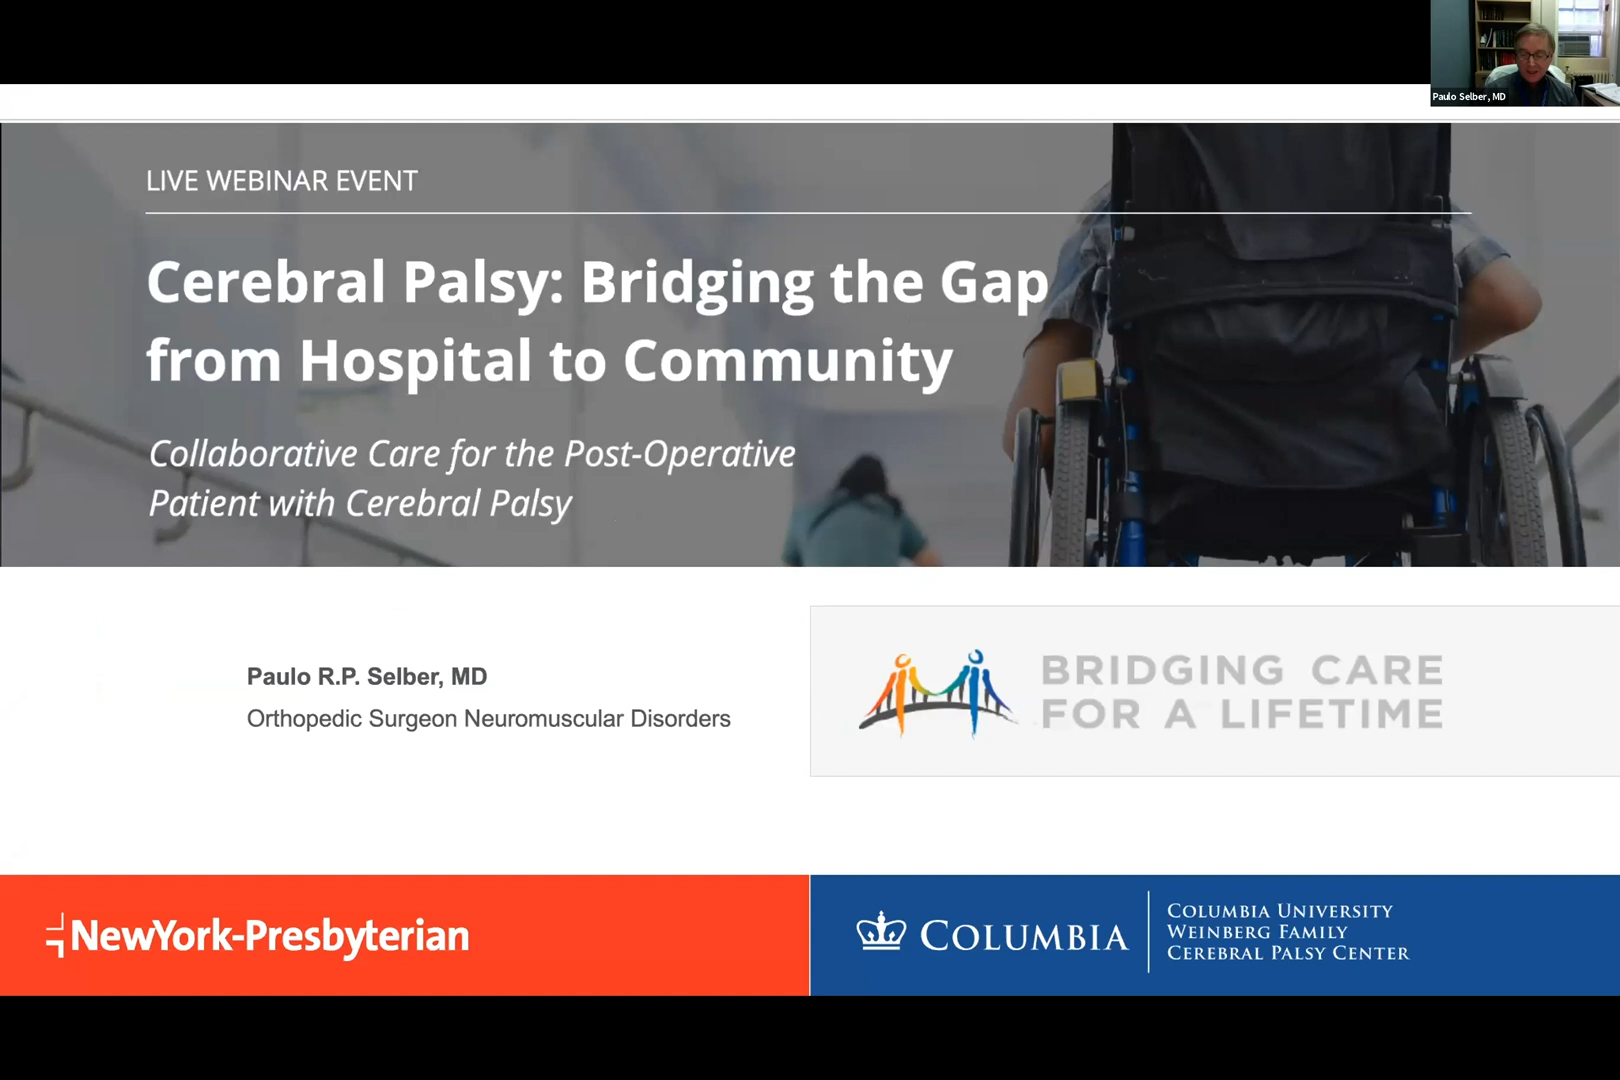 Paulo Selber, MD
LIVE WEBINAR EVENT
Cerebral Palsy: Bridging the Gap
from Hospital to Community
Collaborative Care for the Post-Operative
Patient with Cerebral Palsy
Paulo R.P. Selber, MD
Orthopedic Surgeon Neuromuscular Disorders
BRIDGING CARE
FOR A LIFETIME
NewYork-Presbyterian
COLUMBIA
COLUMBIA UNIVERSITY
WEINBERG FAMILY
CEREBRAL PALSY CENTER